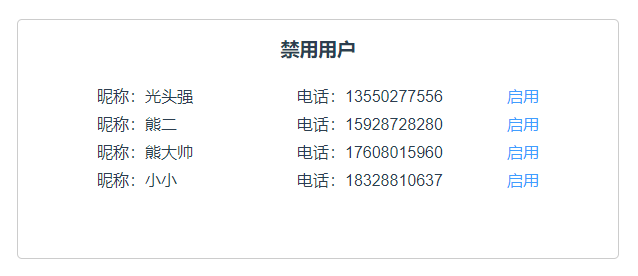 禁用用户
昵称：光头强 电话：13550277556 启用
昵称：熊二 电话：15928728280 启用
昵称：熊大帅 电话：17608015960 启用
昵称：小小 电话：18328810637 启用